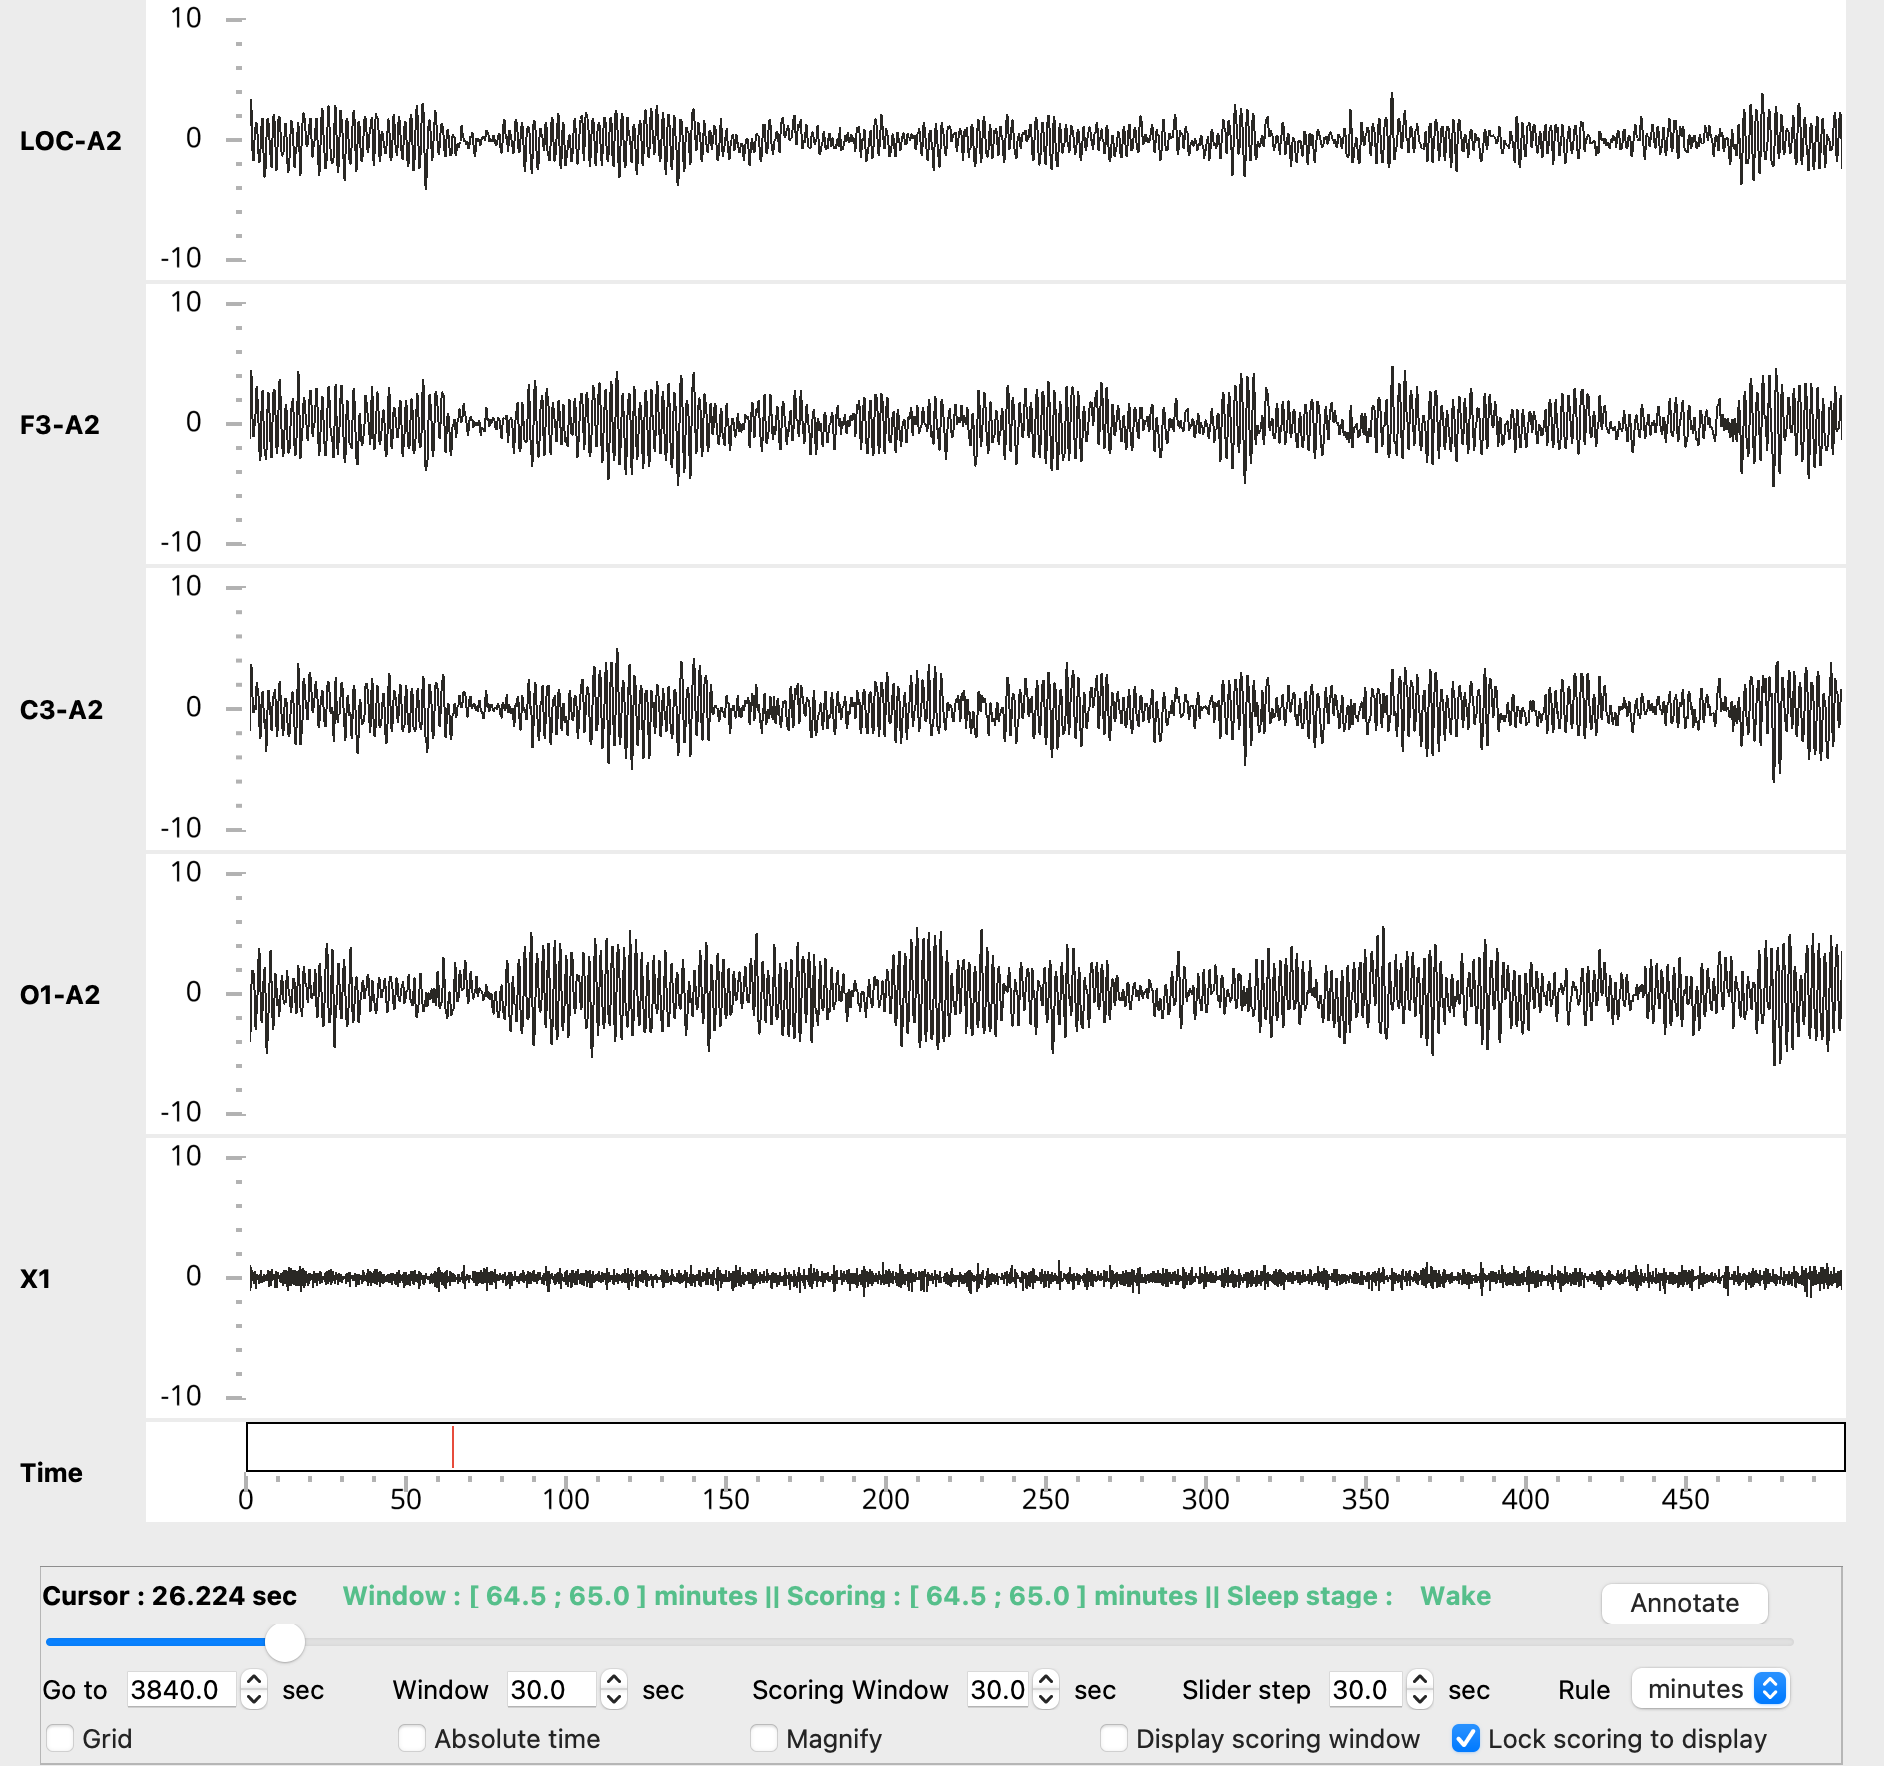 10
LOC-A2
0
-10
10
F3-A2
0
-10
10
C3-A2
0
-10
10
O1-A2
0
-10
10
X1
0
-10
Time
0 50 100 150 200 250 300 350 400 450
Cursor : 26.224 sec Window : [ 64.5 ; 65.0 ] minutes || Scoring : [ 64.5 ; 65.0 ] minutes || Sleep stage : Wake Annotate
Go to 3840.0 sec Window 30.0 sec Scoring Window 30.0 sec Slider step 30.0 sec Rule minutes
Grid Absolute time Magnify Display scoring window Lock scoring to display